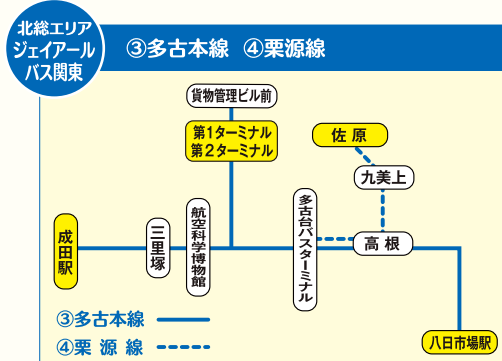 北総エリア
ジェイアール
バス関東
③多古本線 ④栗源線
貨物管理ビル前
第1ターミナル
第2ターミナル
佐原
九美上
成田駅
三里塚
航空科学博物館
多古台バスターミナル
高根
八日市場駅
③多古本線
④栗源線